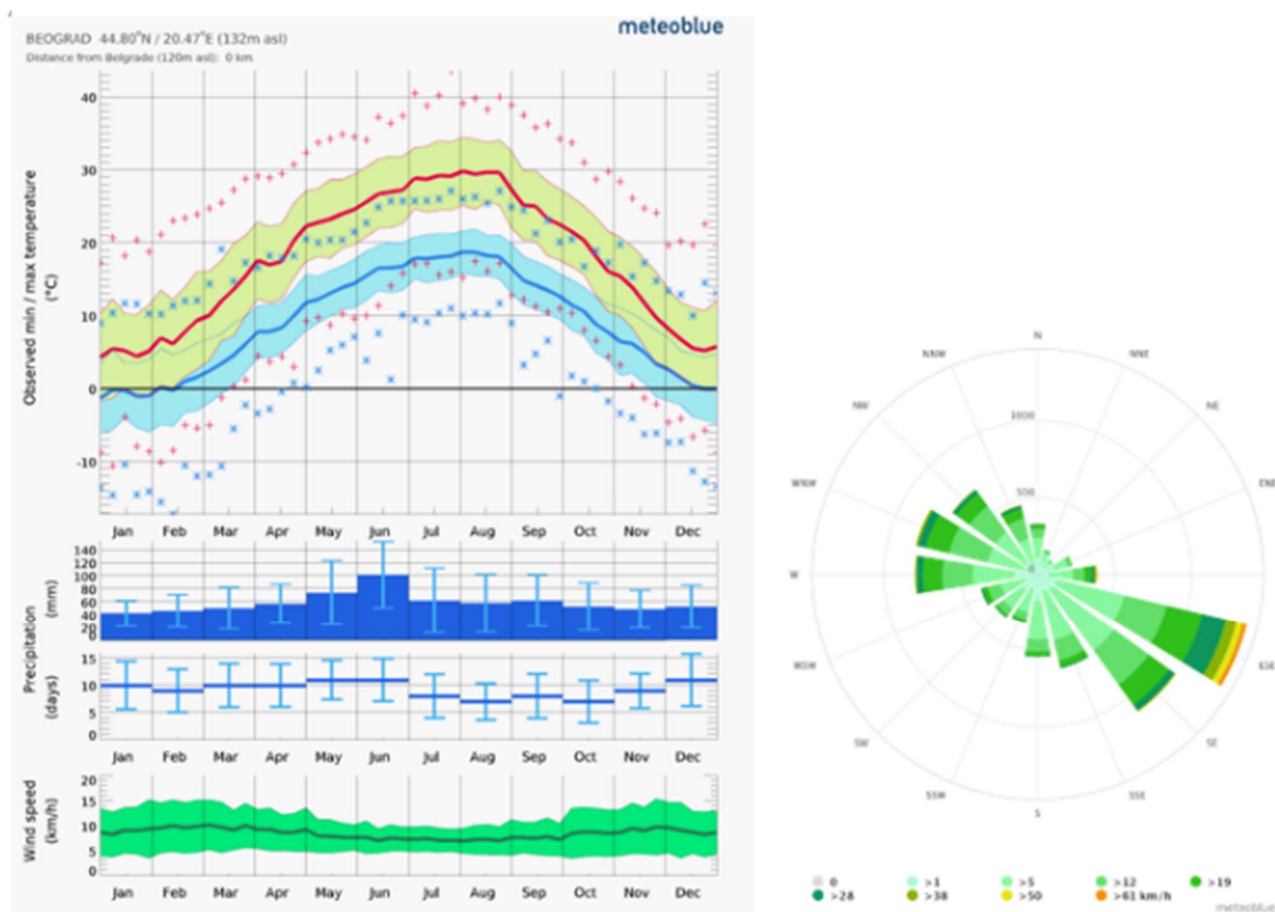 meteoblue
BEOGRAD 44.80°N / 20.47°E (132m asl)
Distance from Belgrade (120m asl): 0 km
Observed min / max temperature
(°C)
40
30
20
10
0
-10
Jan Feb Mar Apr May Jun Jul Aug Sep Oct Nov Dec
Precipitation
(mm)
140
120
100
80
60
40
20
0
(days)
15
10
5
0
Jan Feb Mar Apr May Jun Jul Aug Sep Oct Nov Dec
Wind speed
(km/h)
20
15
10
5
0
Jan Feb Mar Apr May Jun Jul Aug Sep Oct Nov Dec
N
NNW NNE
NW NE
1000
WNW ENE
500
W 0
WSW ESE
SW SE
SSW SSE
S
0 >1 >5 >12 >19
>28 >38 >50 >61 km/h
meteoblue